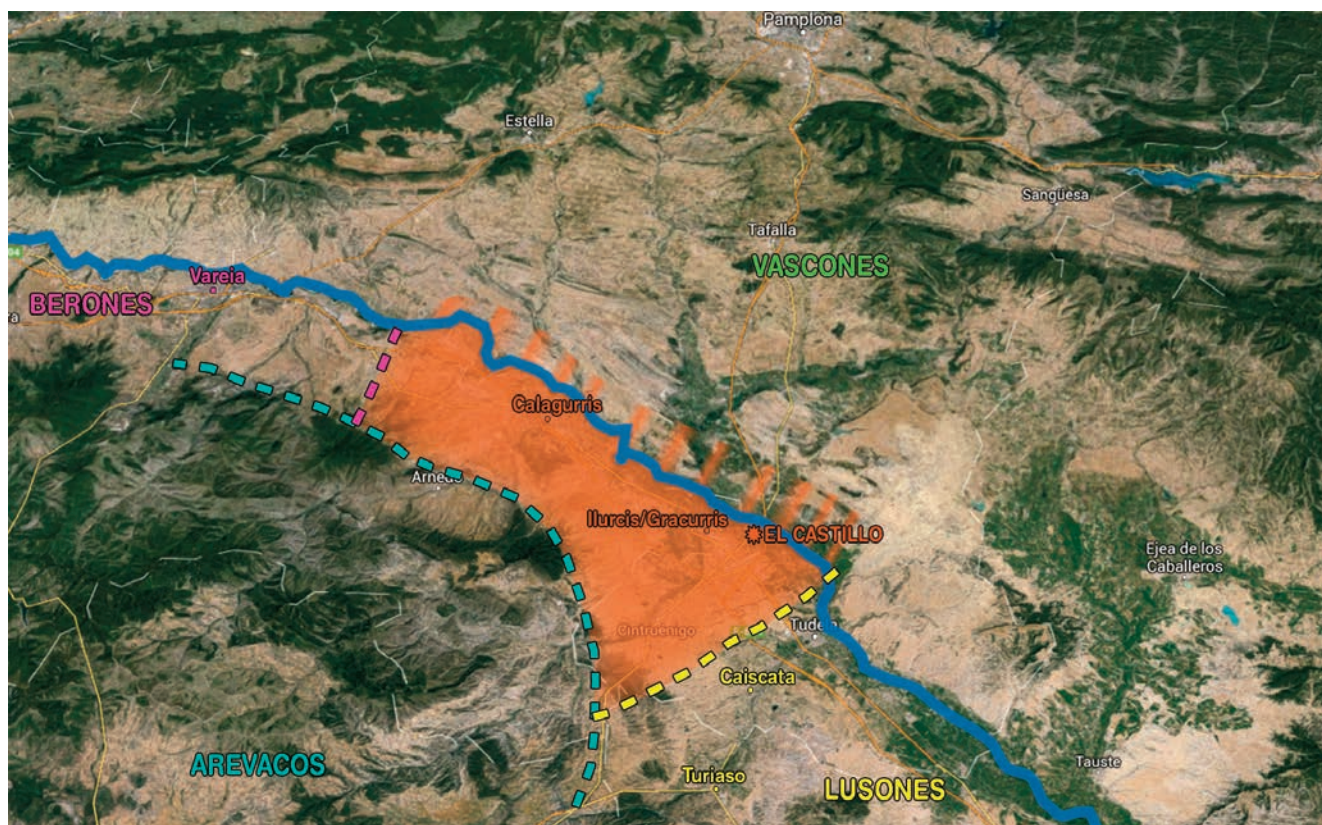 Pamplona
Estella
Sangüesa
Tafalla
VASCONES
Vareia
BERONES
Calagurris
Arnedo
Ilurcis/Gracurris
EL CASTILLO
Ejea de los
Caballeros
Cintruénigo
Tudela
Caiscata
AREVACOS
Turiaso
Tauste
LUSONES